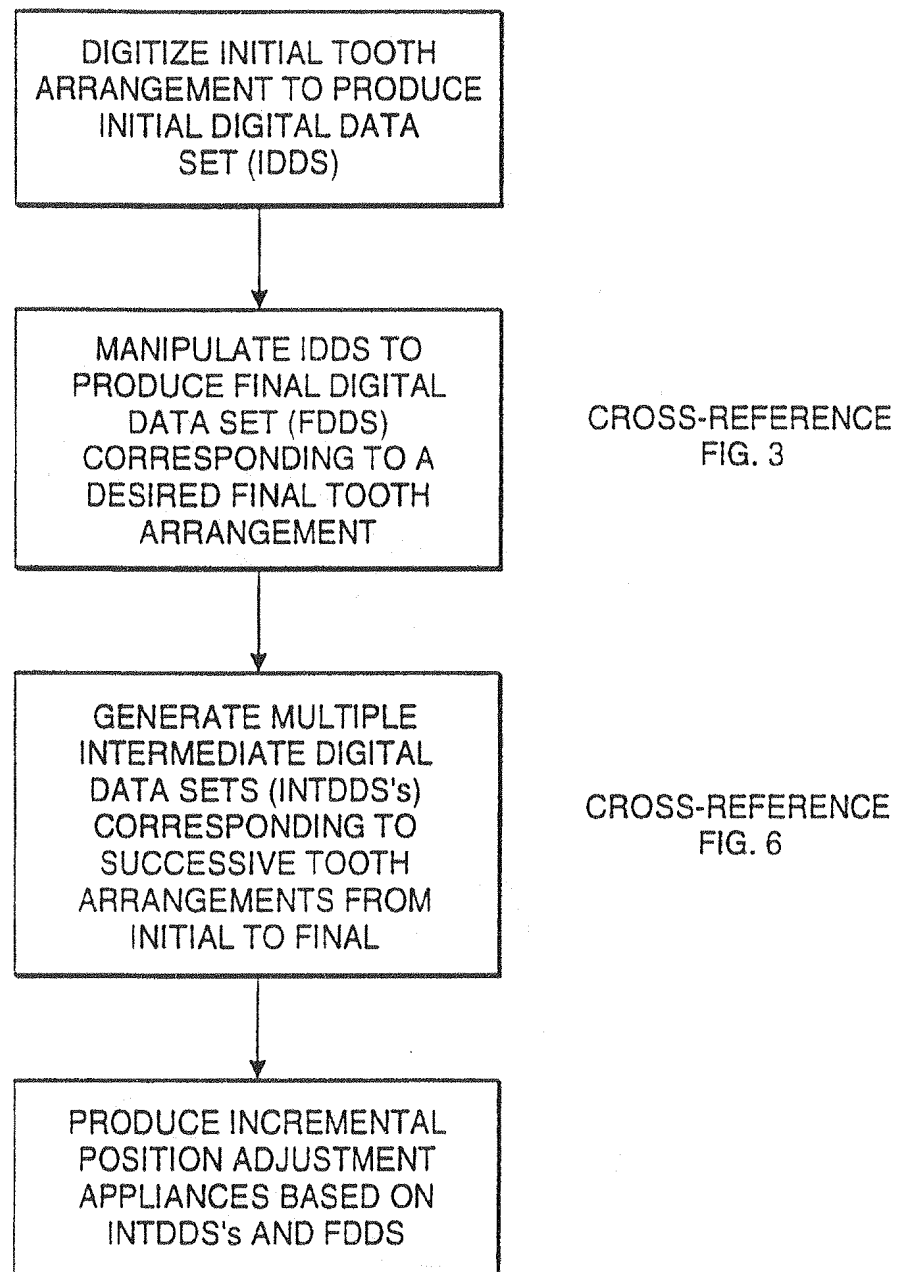 DIGITIZE INITIAL TOOTH
ARRANGEMENT TO PRODUCE
INITIAL DIGITAL DATA
SET (IDDS)
MANIPULATE IDDS TO
PRODUCE FINAL DIGITAL
DATA SET (FDDS)
CORRESPONDING TO A
DESIRED FINAL TOOTH
ARRANGEMENT
CROSS-REFERENCE
FIG. 3
GENERATE MULTIPLE
INTERMEDIATE DIGITAL
DATA SETS (INTDDS's)
CORRESPONDING TO
SUCCESSIVE TOOTH
ARRANGEMENTS FROM
INITIAL TO FINAL
CROSS-REFERENCE
FIG. 6
PRODUCE INCREMENTAL
POSITION ADJUSTMENT
APPLIANCES BASED ON
INTDDS's AND FDDS